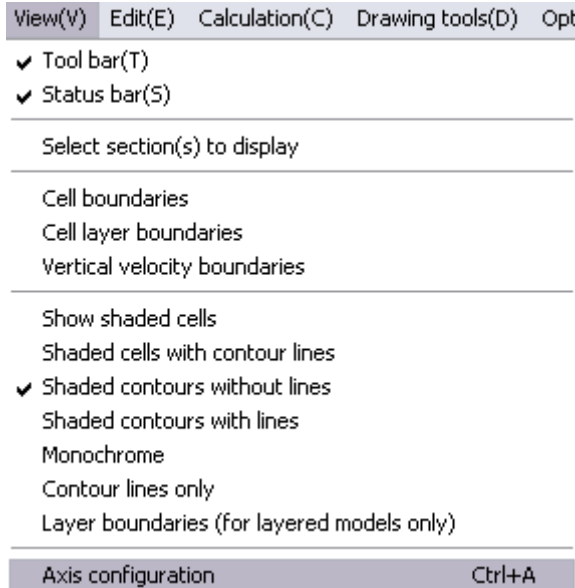 View(V) Edit(E) Calculation(C) Drawing tools(D) Opt
Tool bar(T)
Status bar(S)
Select section(s) to display
Cell boundaries
Cell layer boundaries
Vertical velocity boundaries
Show shaded cells
Shaded cells with contour lines
Shaded contours without lines
Shaded contours with lines
Monochrome
Contour lines only
Layer boundaries (for layered models only)
Axis configuration Ctrl+A